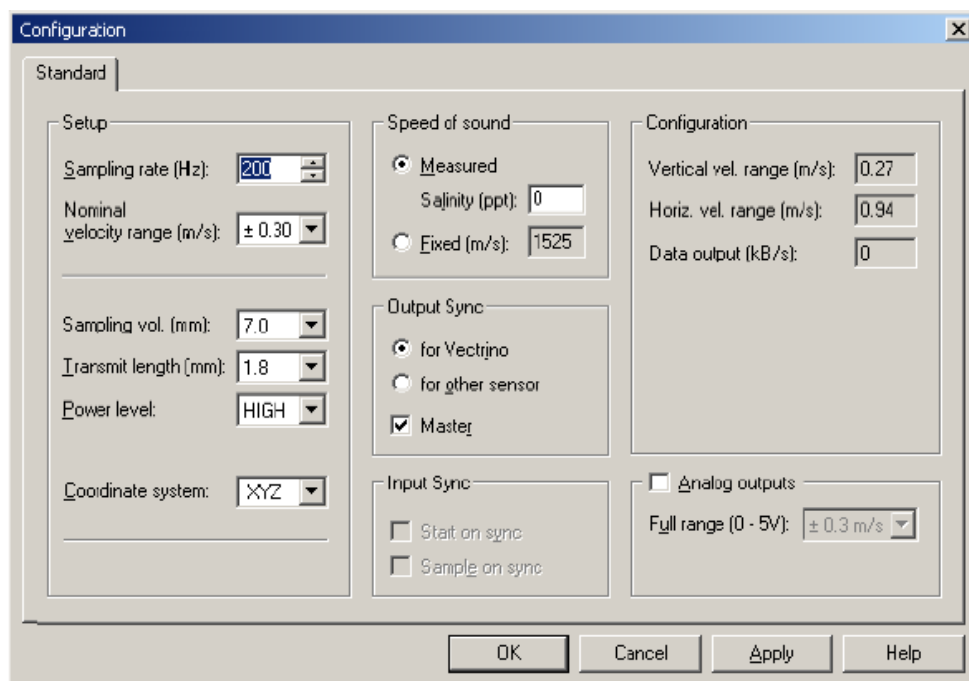 Configuration
Standard
Setup
Sampling rate (Hz): 200
Nominal
velocity range (m/s): ± 0.30
Sampling vol. (mm): 7.0
Transmit length (mm): 1.8
Power level: HIGH
Coordinate system: XYZ
Speed of sound
Measured
Salinity (ppt): 0
Fixed (m/s): 1525
Output Sync
for Vectrino
for other sensor
Master
Input Sync
Start on sync
Sample on sync
Configuration
Vertical vel. range (m/s): 0.27
Horiz. vel. range (m/s): 0.94
Data output (kB/s): 0
Analog outputs
Full range (0 - 5V): ± 0.3 m/s
OK
Cancel
Apply
Help